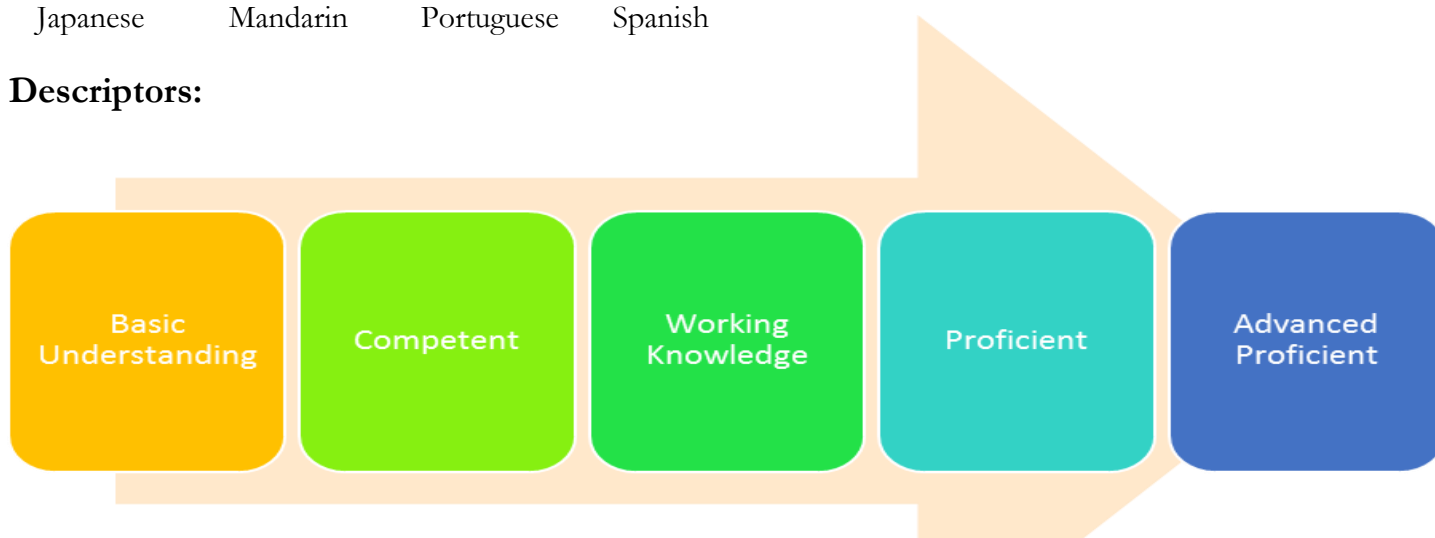 Japanese Mandarin Portuguese Spanish
Descriptors:
Basic
Understanding
Competent
Working
Knowledge
Proficient
Advanced
Proficient